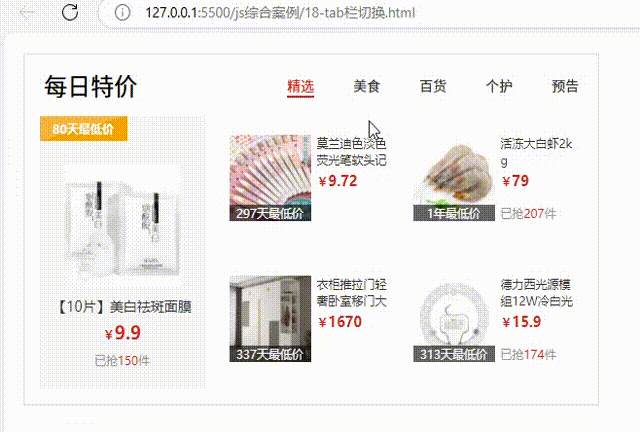 127.0.0.1:5500/js综合案例/18-tab栏切换.html
每日特价
精选 美食 百货 个护 预告
80天最低价
【10片】美白祛斑面膜
¥9.9
已抢150件
莫兰迪色淡色
荧光笔软头记
¥9.72
297天最低价
活冻大白虾2k
g
¥79
1年最低价
已抢207件
衣柜推拉门轻
奢卧室移门大
¥1670
337天最低价
德力西光源模
组12W冷白光
¥15.9
313天最低价
已抢174件